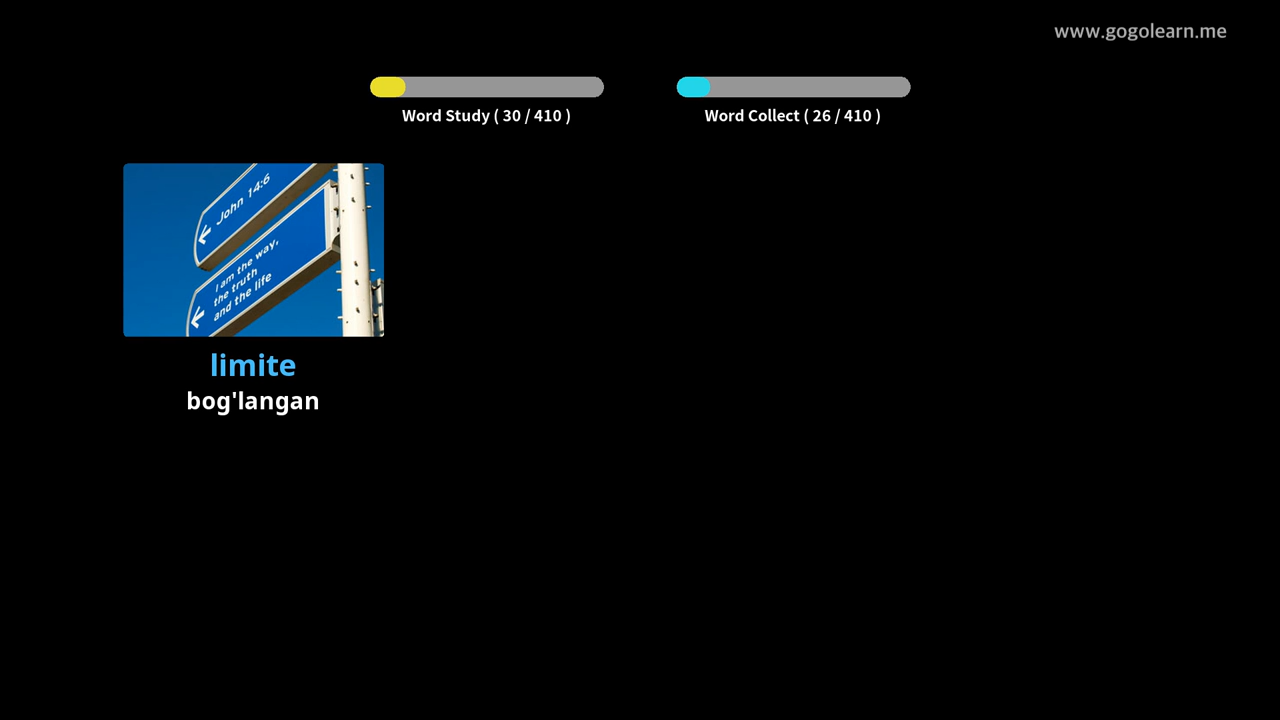 www.gogolearn.me
Word Study ( 30 / 410 )
Word Collect ( 26 / 410 )
John 14:6
I am the way,
the truth
and the life
limite
bog'langan